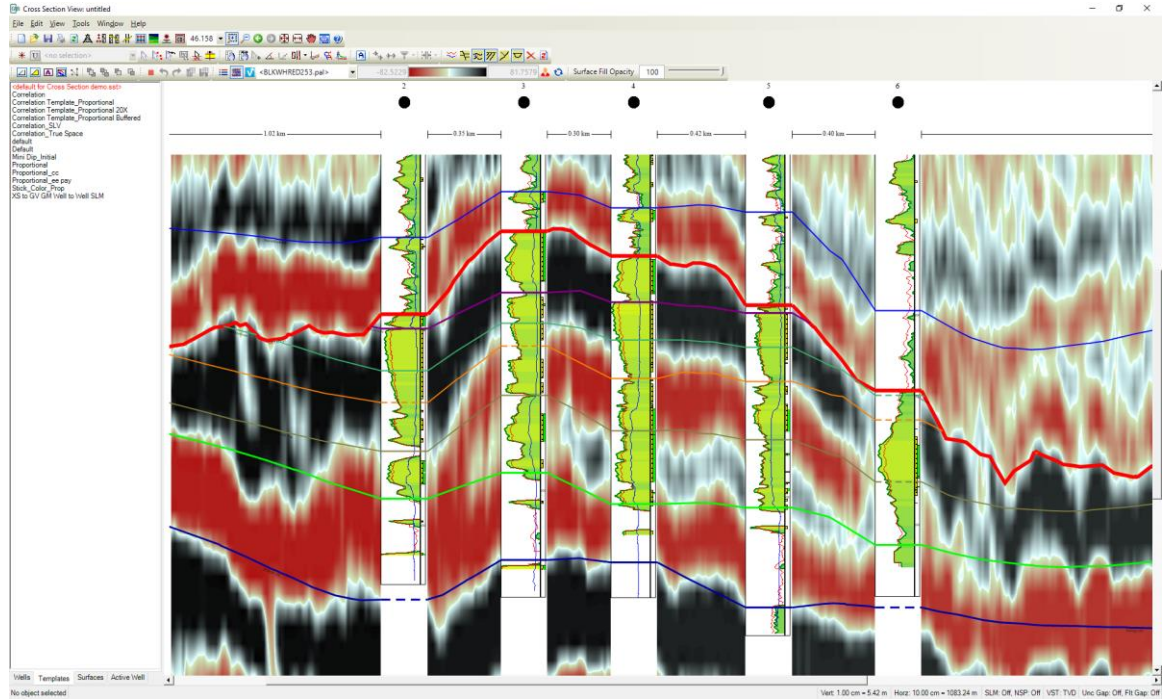 Cross Section View: untitled
File Edit View Tools Window Help
46.158
<no selection>
<BLKWHRED253.pal> -82.5229 81.7579 Surface Fill Opacity 100
<default for Cross Section demo.est>
Correlation
Correlation Template_Proportional
Correlation Template_Proportional 20X
Correlation Template_Proportional Buffered
Correlation_SLV
Correlation_True Space
default
Default
Mini Dip_Initial
Proportional
Proportional_cc
Proportional_ee pay
Stick_Color_Prop
XS to GV GM Well to Well SLM
2 3 4 5 6
1.02 km 0.35 km 0.30 km 0.42 km 0.40 km
Wells Templates Surfaces Active Well
No object selected
Vert: 1.00 cm = 5.42 m Horz: 10.00 cm = 1083.24 m SLM: Off, NSP: Off VST: TVD Unc Gap: Off, Flt Gap: Off